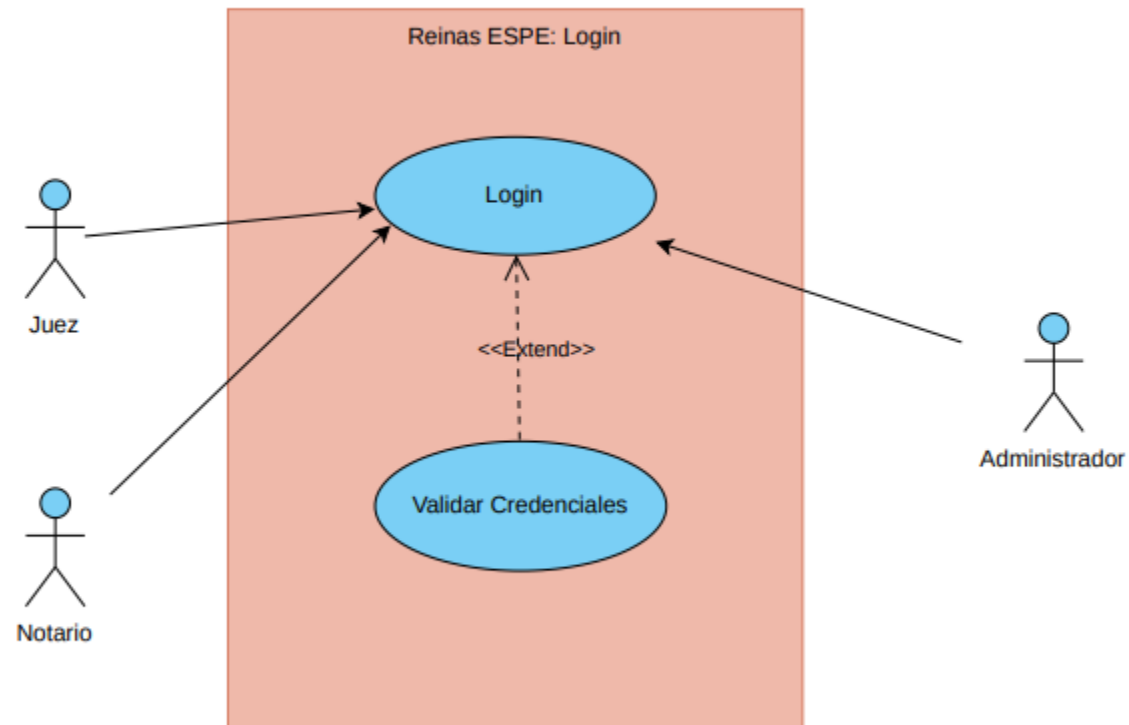 Reinas ESPE: Login
Login
Juez
<<Extend>>
Administrador
Validar Credenciales
Notario